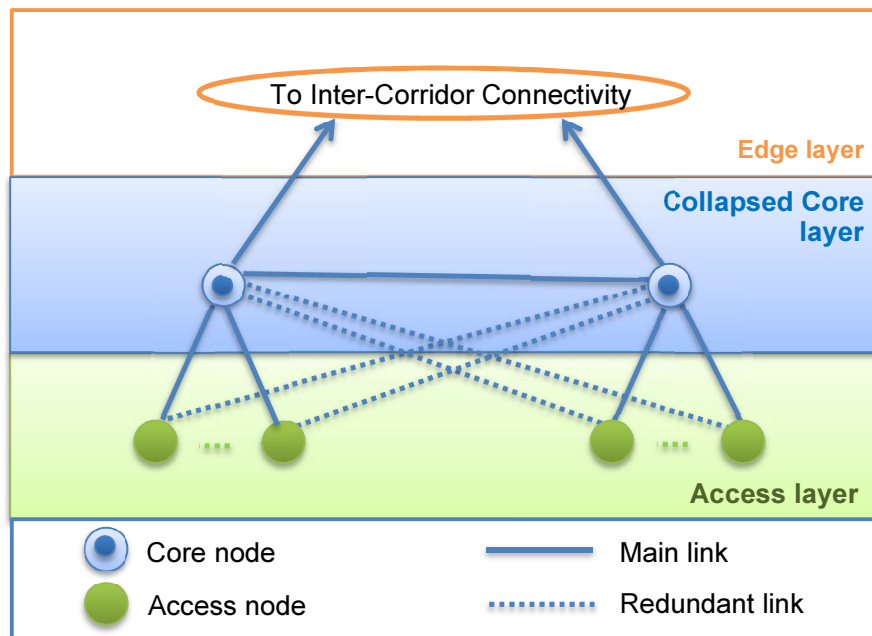 To Inter-Corridor Connectivity
Edge layer
Collapsed Core
layer
Access layer
Core node
Main link
Access node
Redundant link